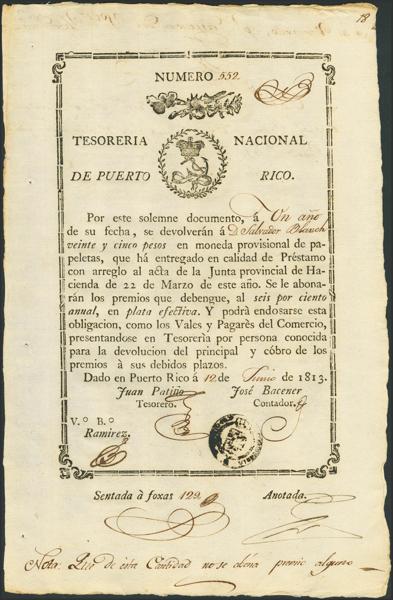 18
NUMERO 552.
TESORERIA NACIONAL
DE PUERTO RICO.
Por este solemne documento, á Un año
de su fecha, se devolverán á D Salvador Blanch
veinte y cinco pesos en moneda provisional de pa-
peletas, que há entregado en calidad de Préstamo
con arreglo al acta de la Junta provincial de Ha-
cienda de 22 de Marzo de este año. Se le abona-
rán los premios que debengue, al seis por ciento
annal, en plata efectiva. Y podrá endosarse esta
obligacion, como los Vales y Pagarès del Comercio,
presentandose en Tesorerìa por persona conocida
para la devolucion del principal y cóbro de los
premios à sus debidos plazos.
Dado en Puerto Rico á 12 de Junio de 1813.
Juan Patiño José Bacener
Tesorero. Contador.
V.º B.º
Ramirez.
Sentada à foxas 122 Anotada.
Nota: Que de esta Cantidad no se abona premio alguno